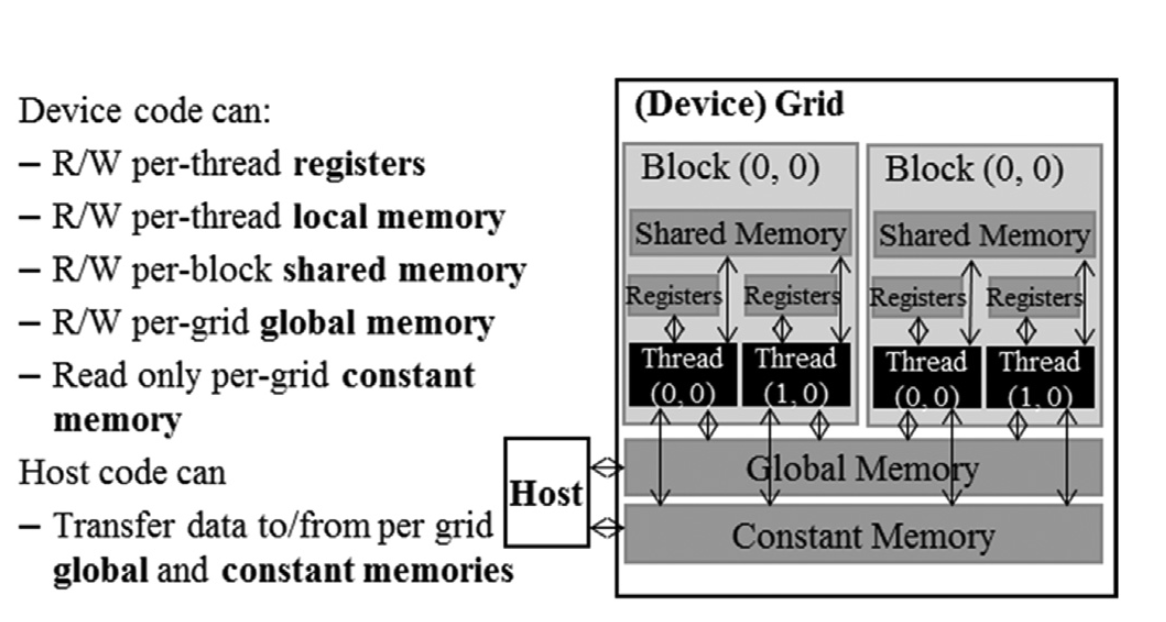 Device code can:
– R/W per-thread registers
– R/W per-thread local memory
– R/W per-block shared memory
– R/W per-grid global memory
– Read only per-grid constant
memory
Host code can
– Transfer data to/from per grid
global and constant memories
Host
(Device) Grid
Block (0, 0)
Shared Memory
Registers
Registers
Thread
(0, 0)
Thread
(1, 0)
Block (0, 0)
Shared Memory
Registers
Registers
Thread
(0, 0)
Thread
(1, 0)
Global Memory
Constant Memory